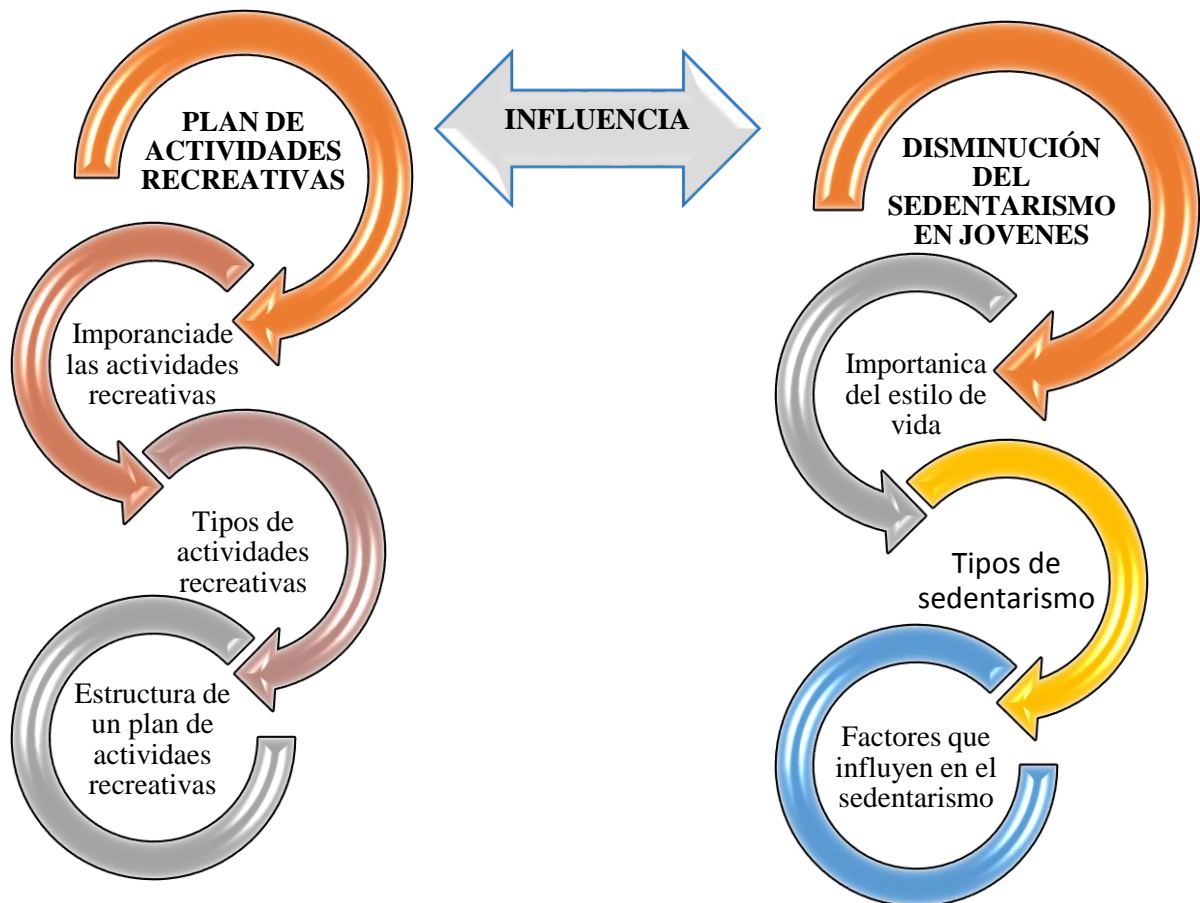 PLAN DE
ACTIVIDADES
RECREATIVAS
Imporanciade
las actividades
recreativas
Tipos de
actividades
recreativas
Estructura de
un plan de
actividaes
recreativas
INFLUENCIA
DISMINUCIÓN
DEL
SEDENTARISMO
EN JOVENES
Importanica
del estilo de
vida
Tipos de
sedentarismo
Factores que
influyen en el
sedentarismo